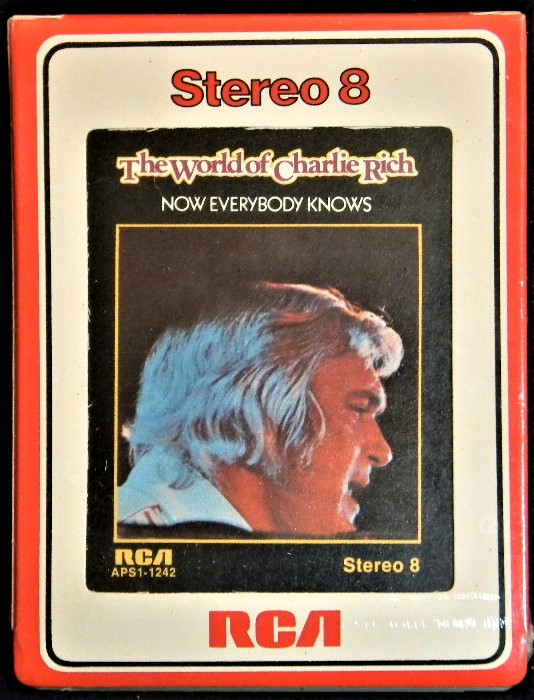 Stereo 8
The World of Charlie Rich
NOW EVERYBODY KNOWS
RCA
APS1-1242
Stereo 8
RCA